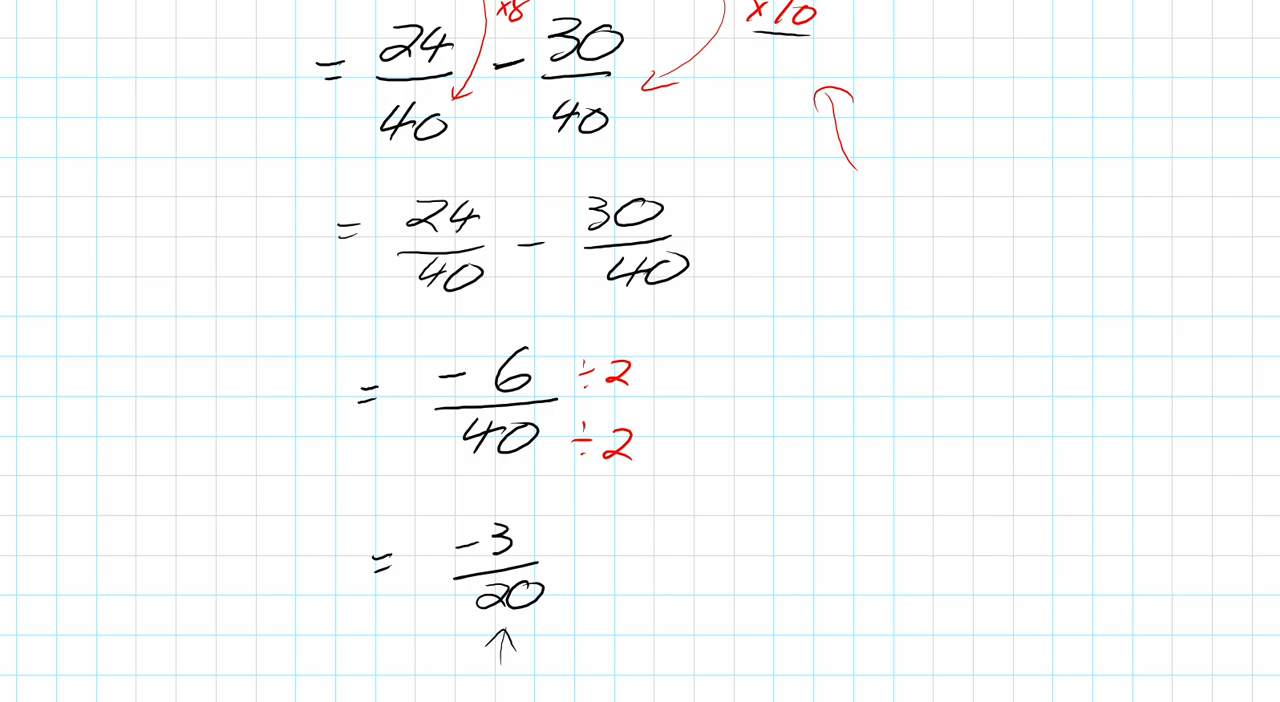 ×8 ×10
= 24/40 - 30/40
= 24/40 - 30/40
= -6/40 ÷2 ÷2
= -3/20